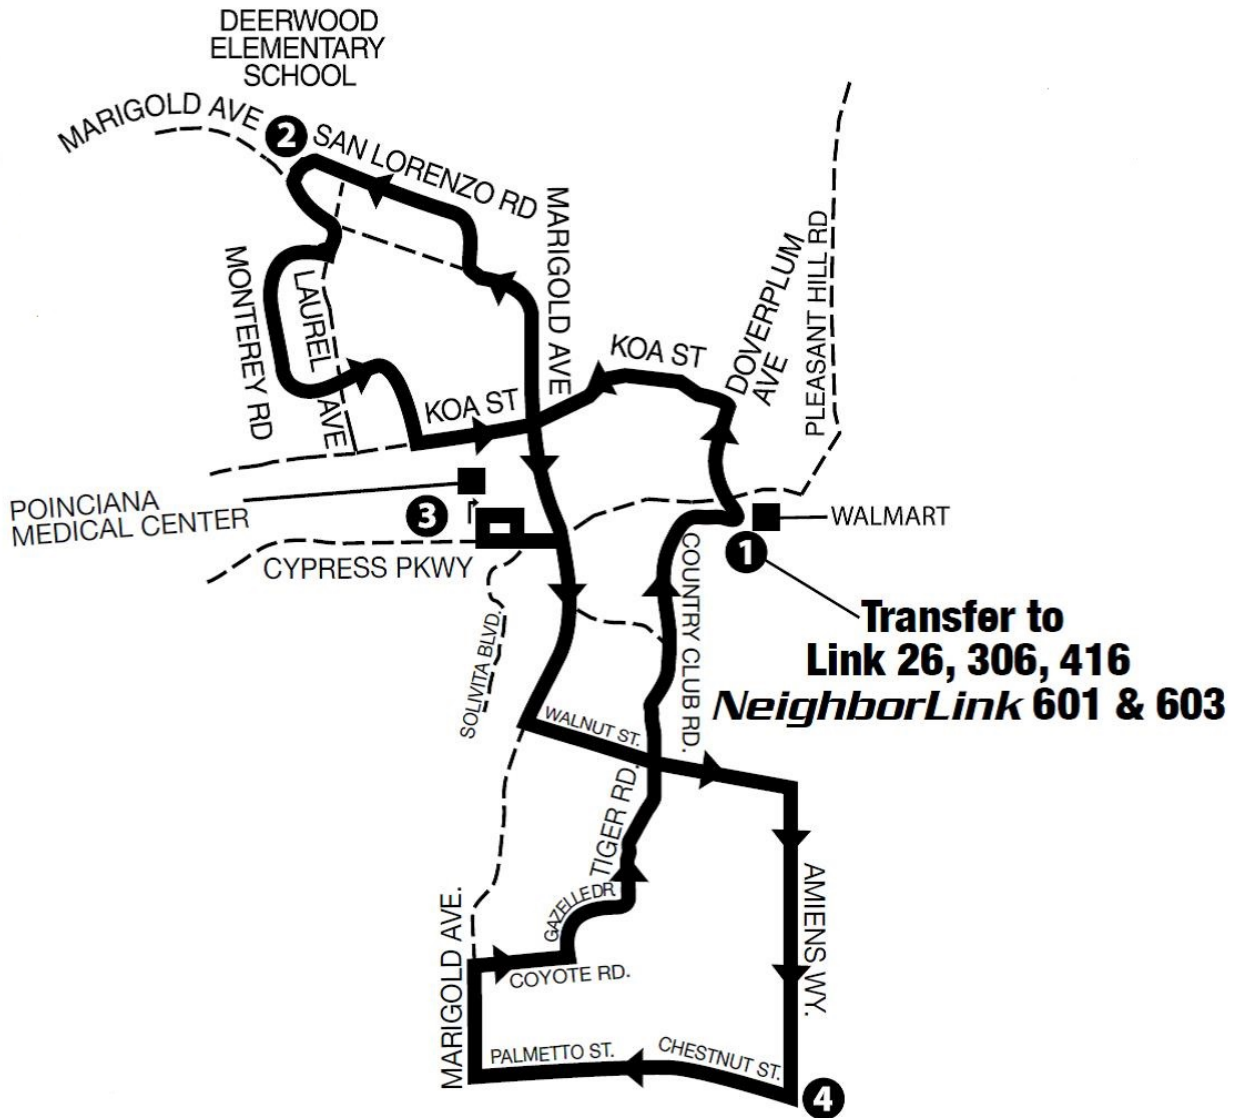 DEERWOOD
ELEMENTARY
SCHOOL
MARIGOLD AVE
2
SAN LORENZO RD
MARIGOLD AVE
MONTEREY RD
LAUREL AVE
KOA ST
KOA ST
DOVERPLUM
AVE
PLEASANT HILL RD
POINCIANA
MEDICAL CENTER
3
CYPRESS PKWY
WALMART
1
COUNTRY CLUB RD.
SOLIVITA BLVD.
Transfer to
Link 26, 306, 416
NeighborLink 601 & 603
WALNUT ST.
TIGER RD.
GAZELLE DR.
AMIENS WY.
MARIGOLD AVE.
COYOTE RD.
PALMETTO ST.
CHESTNUT ST.
4